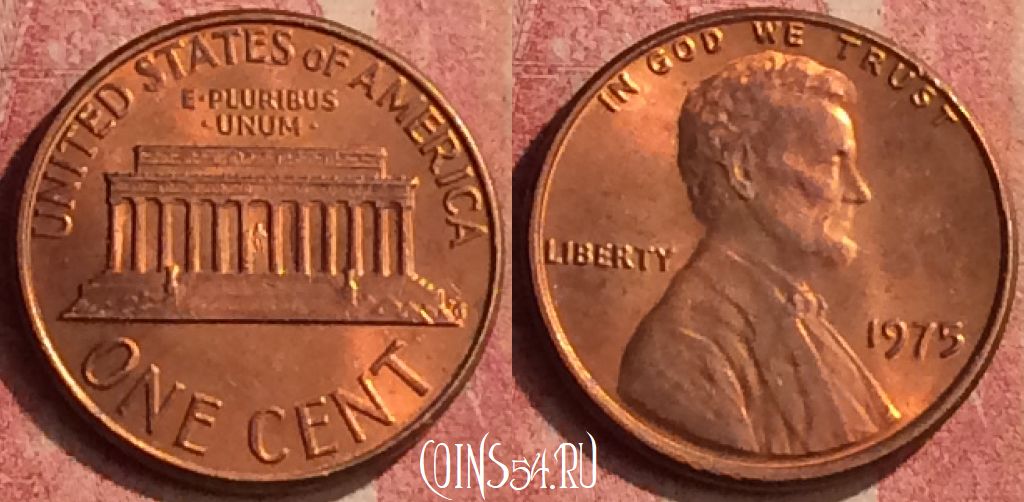 UNITED STATES OF AMERICA
E·PLURIBUS
·UNUM·
ONE CENT
IN GOD WE TRUST
LIBERTY
1975
COINS54.RU